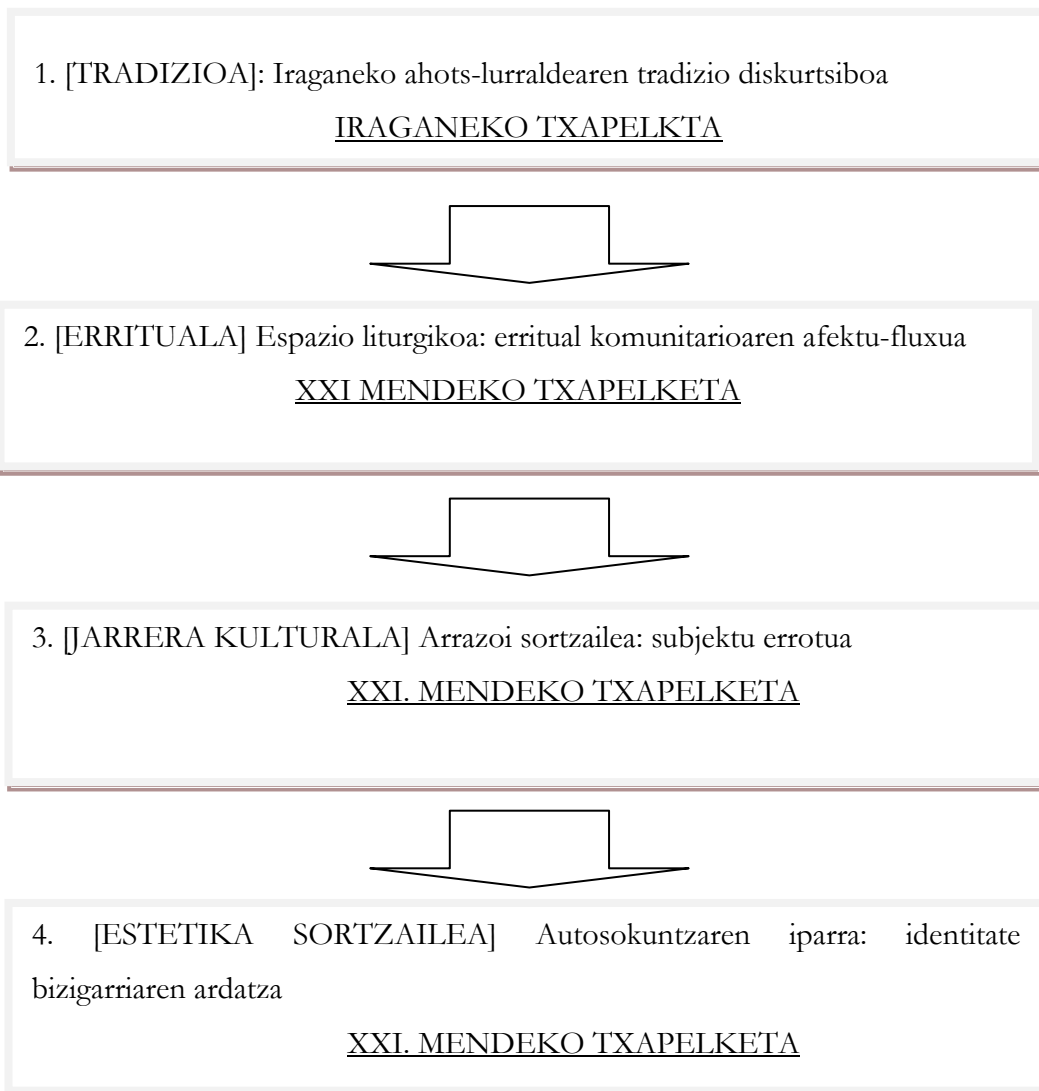 1. [TRADIZIOA]: Iraganeko ahots-lurraldearen tradizio diskurtsiboa
IRAGANEKO TXAPELKTA
2. [ERRITUALA] Espazio liturgikoa: erritual komunitarioaren afektu-fluxua
XXI MENDEKO TXAPELKETA
3. [JARRERA KULTURALA] Arrazoi sortzailea: subjektu errotua
XXI. MENDEKO TXAPELKETA
4. [ESTETIKA SORTZAILEA] Autosokuntzaren iparra: identitate
bizigarriaren ardatza
XXI. MENDEKO TXAPELKETA